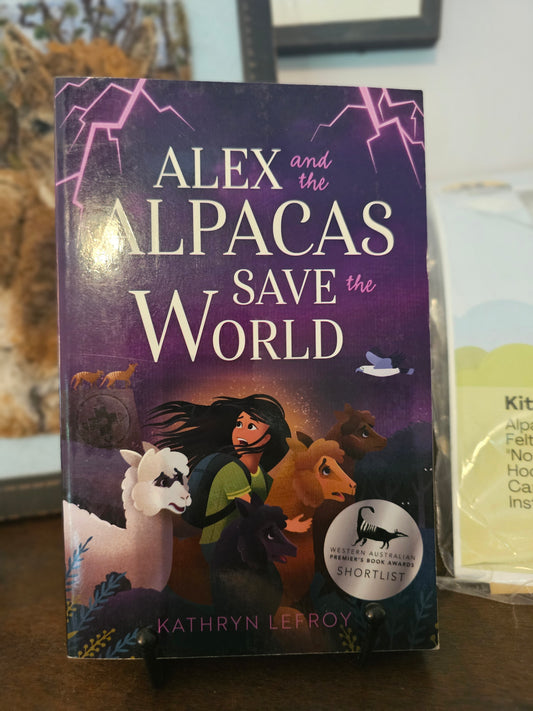 ALEX and the
ALPACAS
SAVE the
WORLD
WESTERN AUSTRALIAN
PREMIER'S BOOK AWARDS
SHORTLIST
KATHRYN LEFROY
Kit
Alpa
Felt
"No
Hoo
Ca
Inst